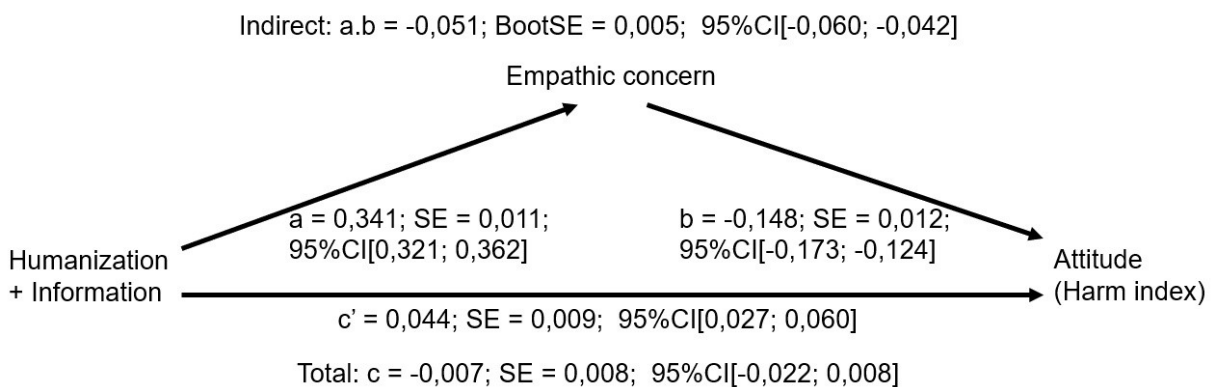 Indirect: a.b = -0,051; BootSE = 0,005; 95%CI[-0,060; -0,042]
Empathic concern
a = 0,341; SE = 0,011;
95%CI[0,321; 0,362]
b = -0,148; SE = 0,012;
95%CI[-0,173; -0,124]
Humanization
+ Information
Attitude
(Harm index)
c’ = 0,044; SE = 0,009; 95%CI[0,027; 0,060]
Total: c = -0,007; SE = 0,008; 95%CI[-0,022; 0,008]